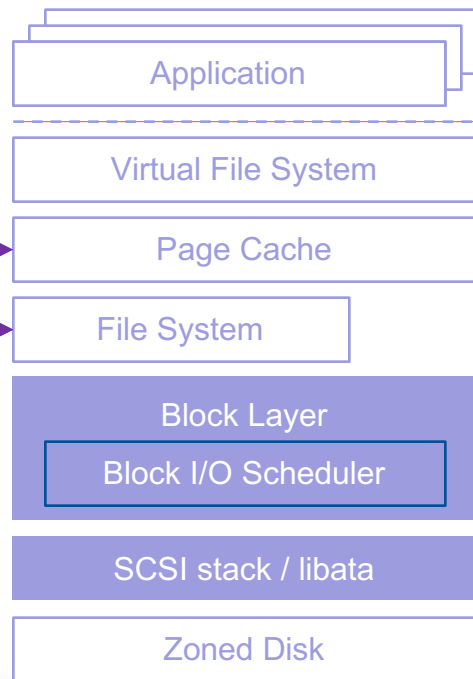 Application
Virtual File System
Page Cache
File System
Block Layer
Block I/O Scheduler
SCSI stack / libata
Zoned Disk